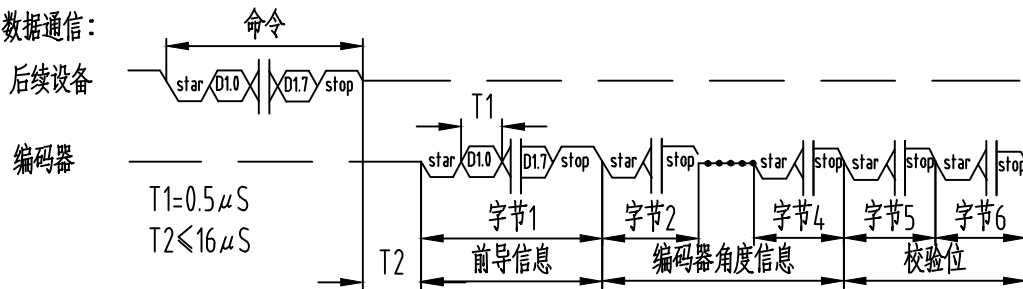 数据通信：
命令
后续设备 star D1.0 D1.7 stop
T1
编码器 star D1.0 D1.7 stop star stop star stop star stop star stop
T1=0.5μS
字节1 字节2 字节4 字节5 字节6
T2≤16μS
T2 前导信息 编码器角度信息 校验位